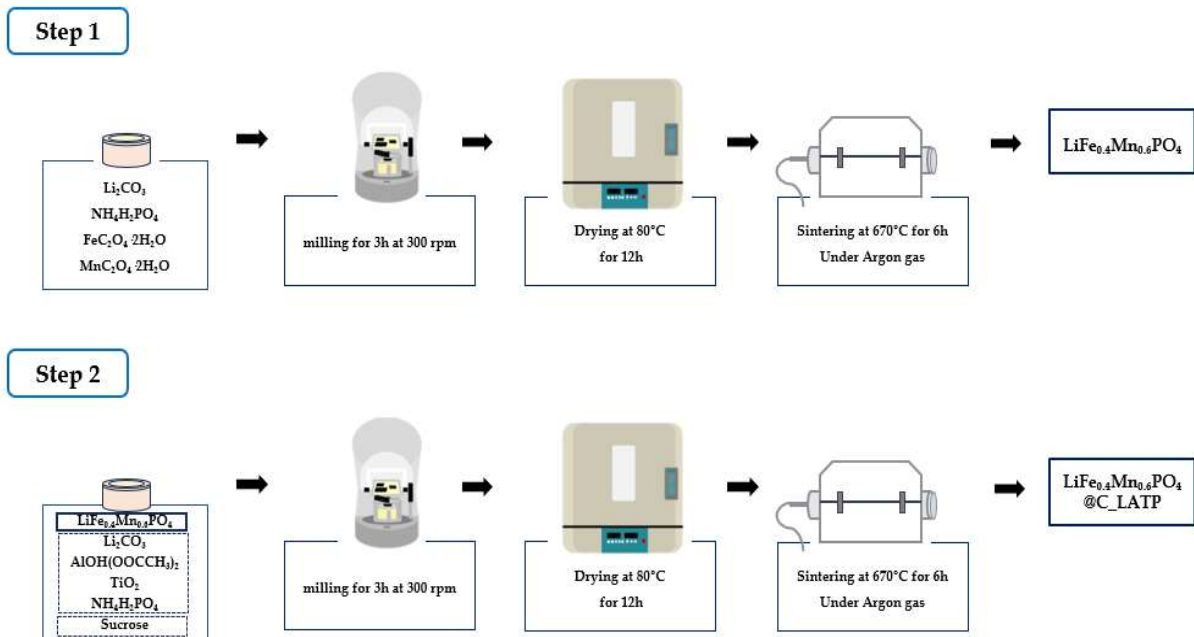 Step 1
Li₂CO₃
NH₄H₂PO₄
FeC₂O₄·2H₂O
MnC₂O₄·2H₂O
milling for 3h at 300 rpm
Drying at 80°C
for 12h
Sintering at 670°C for 6h
Under Argon gas
LiFe₀.₄Mn₀.₆PO₄
Step 2
LiFe₀.₄Mn₀.₆PO₄
Li₂CO₃
AlOH(OOCCH₃)₂
TiO₂
NH₄H₂PO₄
Sucrose
milling for 3h at 300 rpm
Drying at 80°C
for 12h
Sintering at 670°C for 6h
Under Argon gas
LiFe₀.₄Mn₀.₆PO₄
@C_LATP